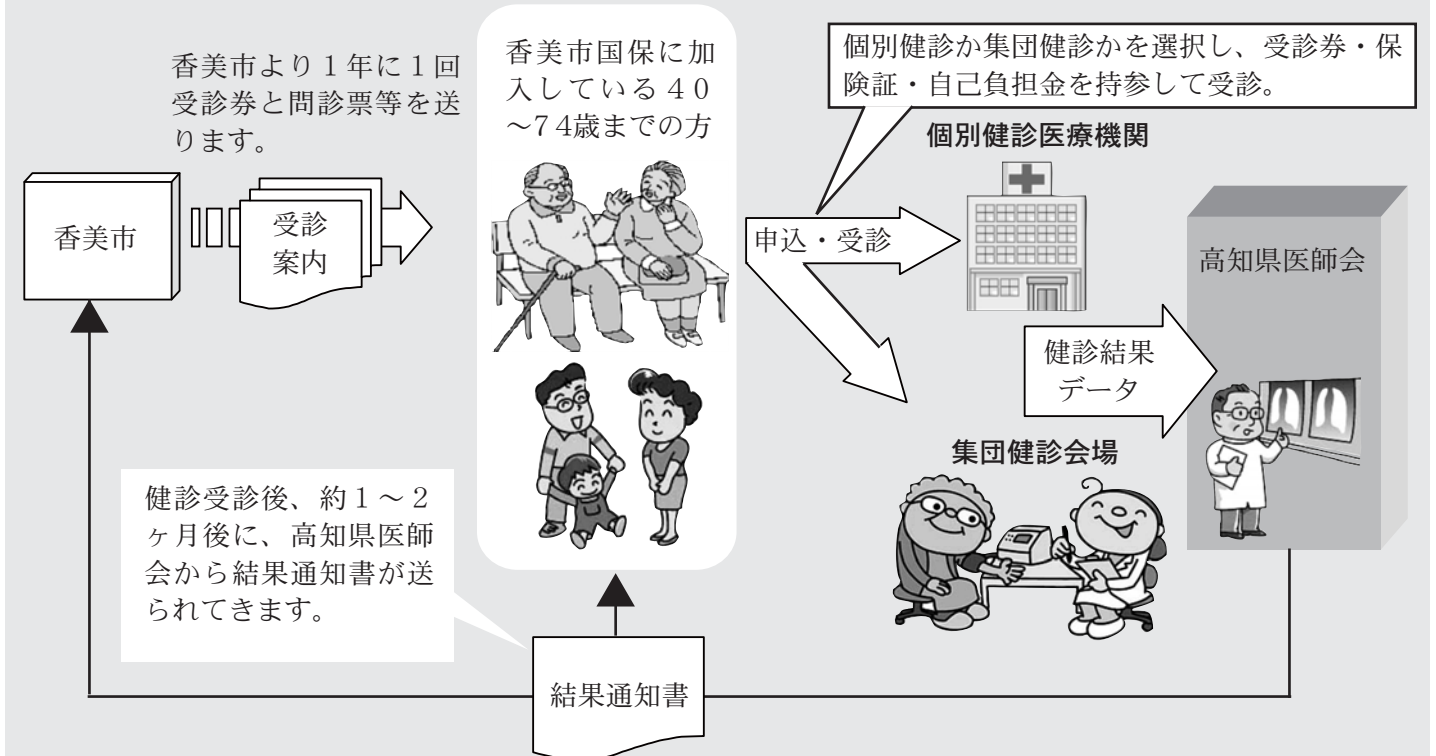 香美市より１年に１回
受診券と問診票等を送
ります。
香美市
受診
案内
香美市国保に加
入している４０
～７４歳までの方
個別健診か集団健診かを選択し、受診券・保
険証・自己負担金を持参して受診。
申込・受診
個別健診医療機関
集団健診会場
健診結果
データ
高知県医師会
健診受診後、約１～２
ヶ月後に、高知県医師
会から結果通知書が送
られてきます。
結果通知書